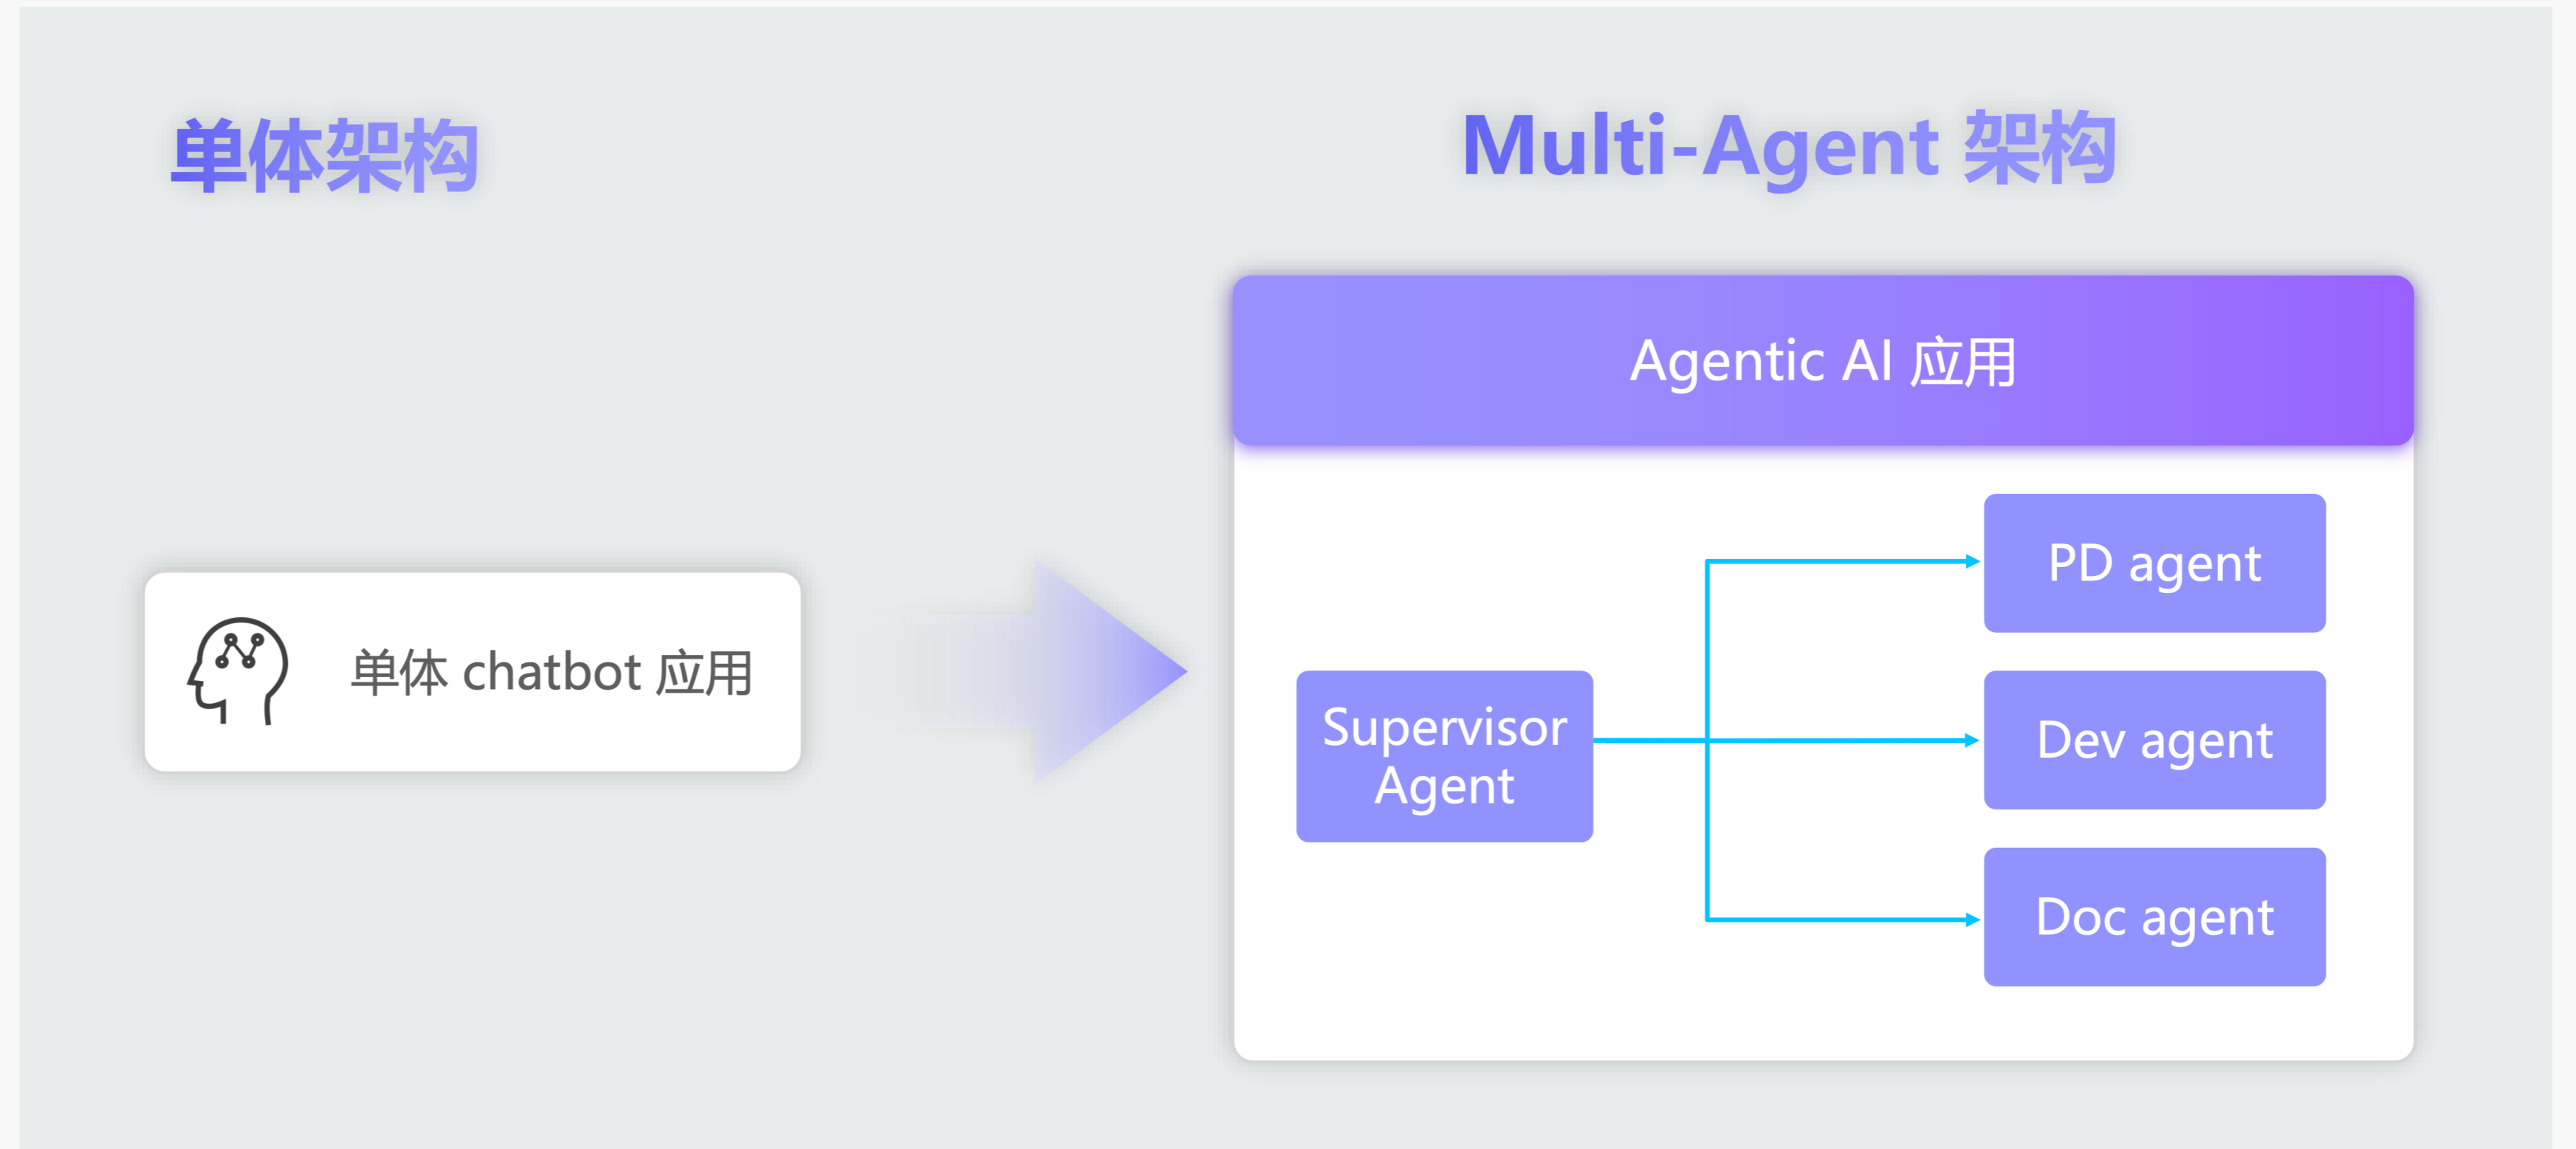 单体架构
Multi-Agent 架构
单体 chatbot 应用
Agentic AI 应用
Supervisor
Agent
PD agent
Dev agent
Doc agent